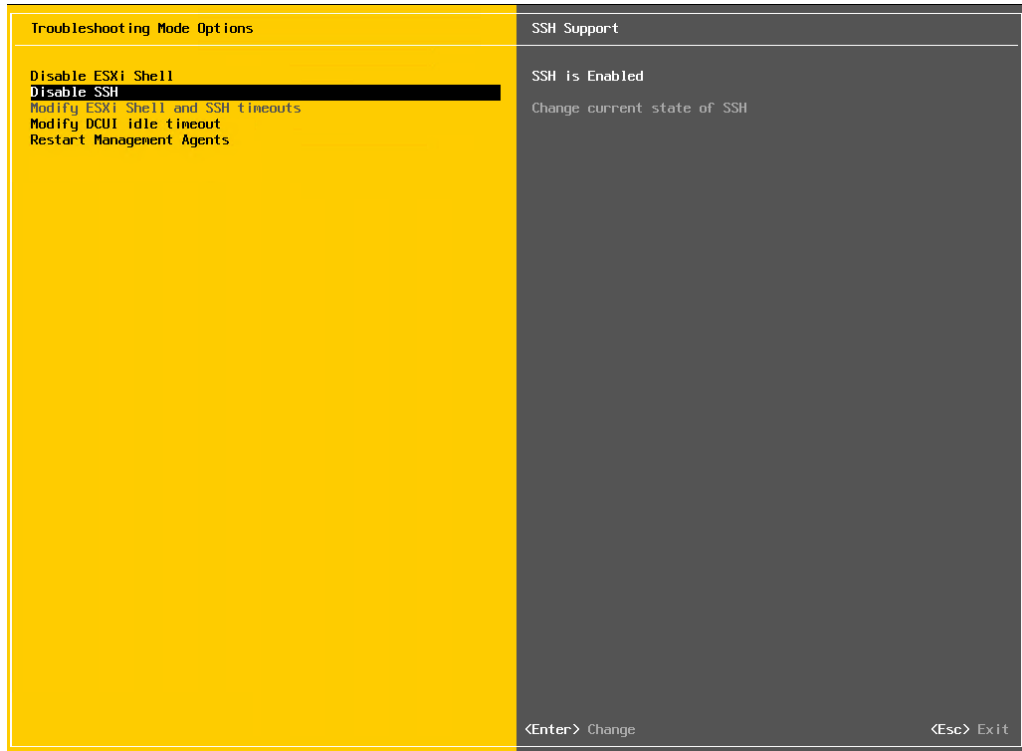 Troubleshooting Mode Options
SSH Support
Disable ESXi Shell
Disable SSH
Modify ESXi Shell and SSH timeouts
Modify DCUI idle timeout
Restart Management Agents
SSH is Enabled
Change current state of SSH
<Enter> Change
<Esc> Exit